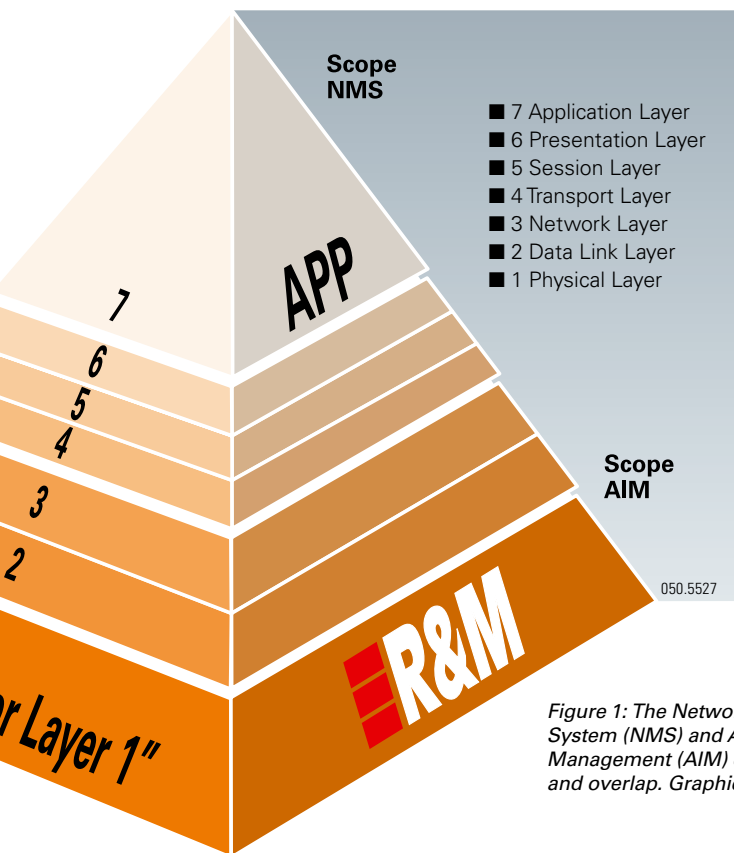 Scope
NMS
■ 7 Application Layer
■ 6 Presentation Layer
■ 5 Session Layer
■ 4 Transport Layer
■ 3 Network Layer
■ 2 Data Link Layer
■ 1 Physical Layer
7
APP
6
5
4
3
2
Scope
AIM
050.5527
R&M
Layer 1”
Figure 1: The
System (NMS) and
Management (AIM)
and overlap.